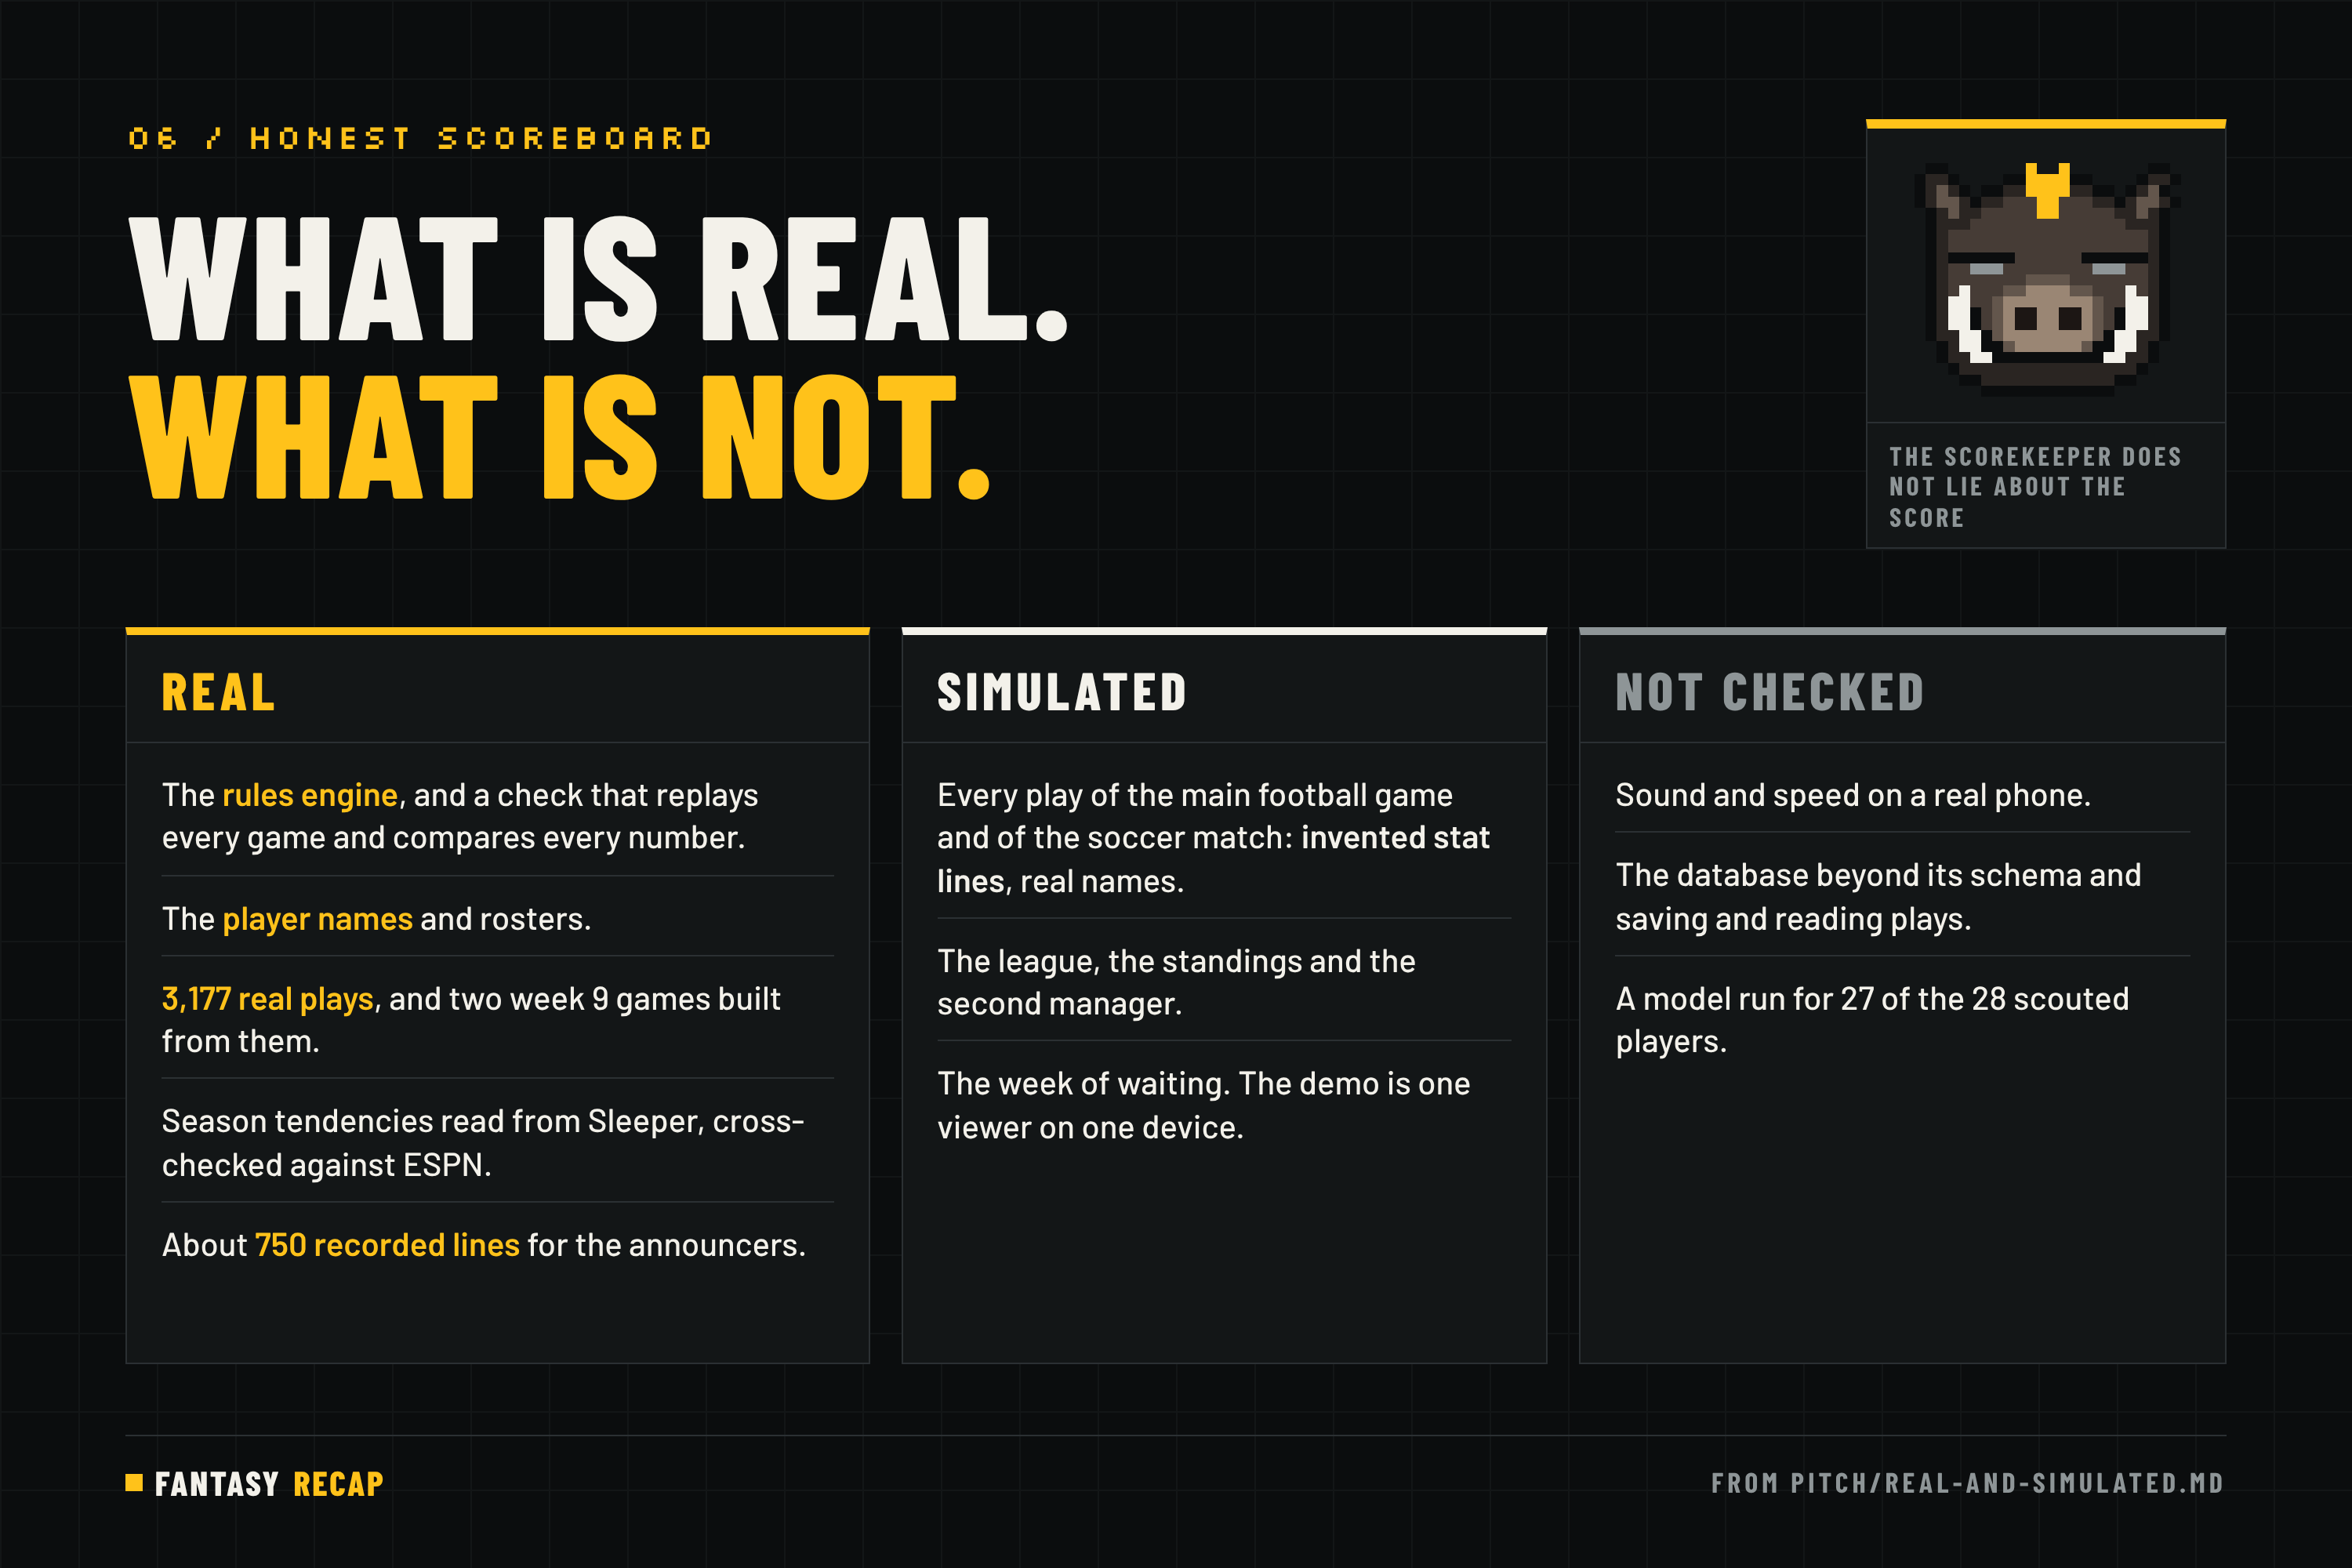 06 / HONEST SCOREBOARD
WHAT IS REAL.
WHAT IS NOT.
THE SCOREKEEPER DOES
NOT LIE ABOUT THE
SCORE
REAL
The rules engine, and a check that replays
every game and compares every number.
The player names and rosters.
3,177 real plays, and two week 9 games built
from them.
Season tendencies read from Sleeper, cross-
checked against ESPN.
About 750 recorded lines for the announcers.
SIMULATED
Every play of the main football game
and of the soccer match: invented stat
lines, real names.
The league, the standings and the
second manager.
The week of waiting. The demo is one
viewer on one device.
NOT CHECKED
Sound and speed on a real phone.
The database beyond its schema and
saving and reading plays.
A model run for 27 of the 28 scouted
players.
FANTASY RECAP
FROM PITCH/REAL-AND-SIMULATED.MD